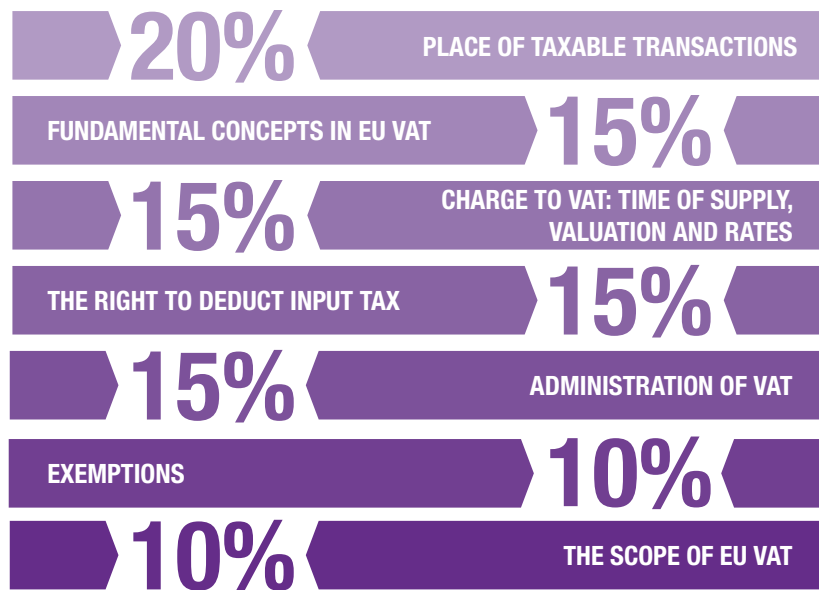 20% PLACE OF TAXABLE TRANSACTIONS
FUNDAMENTAL CONCEPTS IN EU VAT 15%
15% CHARGE TO VAT: TIME OF SUPPLY,
VALUATION AND RATES
THE RIGHT TO DEDUCT INPUT TAX 15%
15% ADMINISTRATION OF VAT
EXEMPTIONS 10%
10% THE SCOPE OF EU VAT